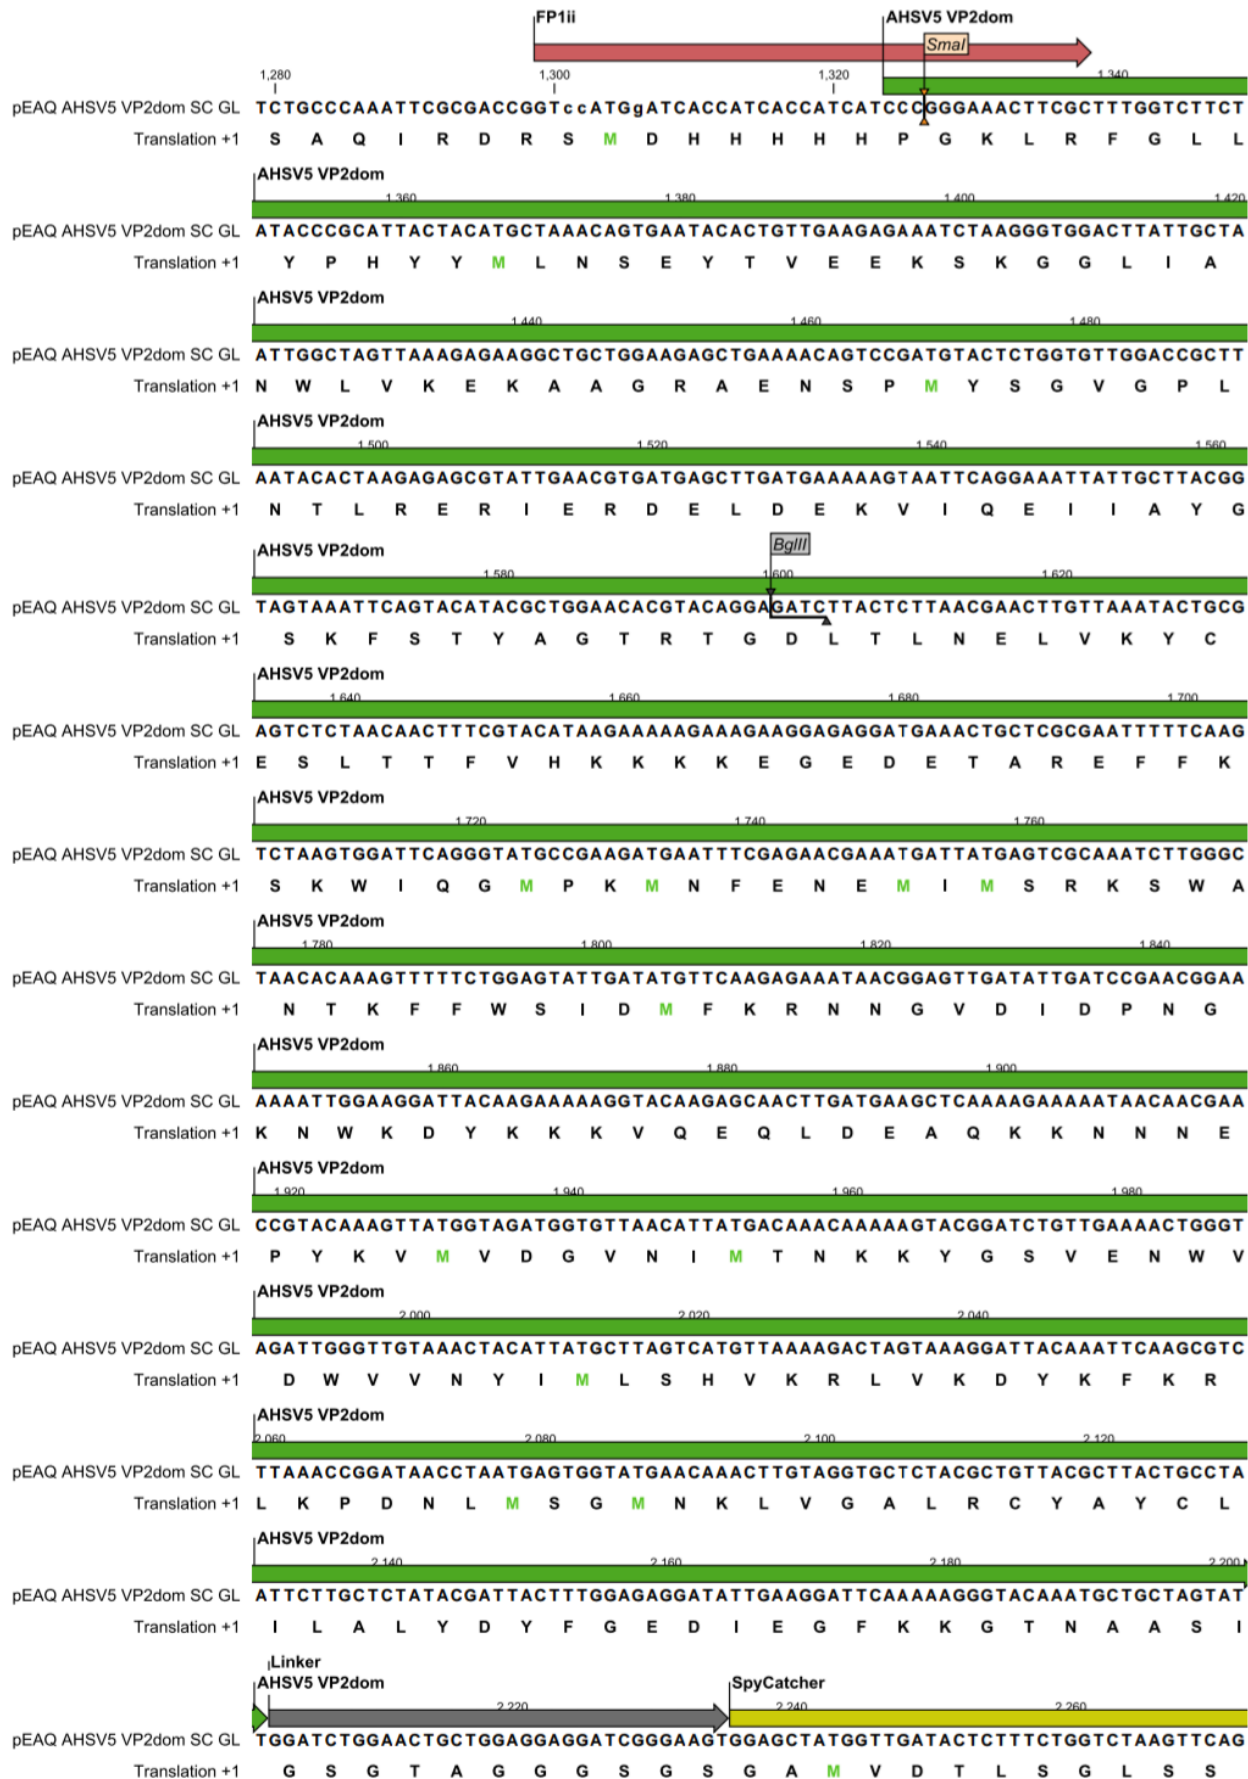 FP1ii AHSV5 VP2dom
SmaI
1,280 1,300 1,320 1,340
pEAQ AHSV5 VP2dom SC GL TCTGCCCAAATTCGCGACCGGTccATGgATCACCATCACCATCATCCCGGGAAACTTCGCTTTGGTCTTCT
Translation +1 S A Q I R D R S M D H H H H H P G K L R F G L L
AHSV5 VP2dom
1,360 1,380 1,400 1,420
pEAQ AHSV5 VP2dom SC GL ATACCCGCATTACTACATGCTAAACAGTGAATACACTGTTGAAGAGAAATCTAAGGGTGGACTTATTGCTA
Translation +1 Y P H Y Y M L N S E Y T V E E K S K G G L I A
AHSV5 VP2dom
1,440 1,460 1,480
pEAQ AHSV5 VP2dom SC GL ATTGGCTAGTTAAAGAGAAGGCTGCTGGAAGAGCTGAAAACAGTCCGATGTACTCTGGTGTTGGACCGCTT
Translation +1 N W L V K E K A A G R A E N S P M Y S G V G P L
AHSV5 VP2dom
1,500 1,520 1,540 1,560
pEAQ AHSV5 VP2dom SC GL AATACACTAAGAGAGCGTATTGAACGTGATGAGCTTGATGAAAAAGTAATTCAGGAAATTATTGCTTACGG
Translation +1 N T L R E R I E R D E L D E K V I Q E I I A Y G
AHSV5 VP2dom
BglII
1,580 1,600 1,620
pEAQ AHSV5 VP2dom SC GL TAGTAAATTCAGTACATACGCTGGAACACGTACAGGAGATCTTACTCTTAACGAACTTGTTAAATACTGCG
Translation +1 S K F S T Y A G T R T G D L T L N E L V K Y C
AHSV5 VP2dom
1,640 1,660 1,680 1,700
pEAQ AHSV5 VP2dom SC GL AGTCTCTAACAACTTTCGTACATAAGAAAAAGAAAGAAGGAGAGGATGAAACTGCTCGCGAATTTTTCAAG
Translation +1 E S L T T F V H K K K K E G E D E T A R E F F K
AHSV5 VP2dom
1,720 1,740 1,760
pEAQ AHSV5 VP2dom SC GL TCTAAGTGGATTCAGGGTATGCCGAAGATGAATTTCGAGAACGAAATGATTATGAGTCGCAAATCTTGGGC
Translation +1 S K W I Q G M P K M N F E N E M I M S R K S W A
AHSV5 VP2dom
1,780 1,800 1,820 1,840
pEAQ AHSV5 VP2dom SC GL TAACACAAAGTTTTTCTGGAGTATTGATATGTTCAAGAGAAATAACGGAGTTGATATTGATCCGAACGGAA
Translation +1 N T K F F W S I D M F K R N N G V D I D P N G
AHSV5 VP2dom
1,860 1,880 1,900
pEAQ AHSV5 VP2dom SC GL AAAATTGGAAGGATTACAAGAAAAAGGTACAAGAGCAACTTGATGAAGCTCAAAAGAAAAATAACAACGAA
Translation +1 K N W K D Y K K K V Q E Q L D E A Q K K N N N E
AHSV5 VP2dom
1,920 1,940 1,960 1,980
pEAQ AHSV5 VP2dom SC GL CCGTACAAAGTTATGGTAGATGGTGTTAACATTATGACAAACAAAAAGTACGGATCTGTTGAAAACTGGGT
Translation +1 P Y K V M V D G V N I M T N K K Y G S V E N W V
AHSV5 VP2dom
2,000 2,020 2,040
pEAQ AHSV5 VP2dom SC GL AGATTGGGTTGTAAACTACATTATGCTTAGTCATGTTAAAAGACTAGTAAAGGATTACAAATTCAAGCGTC
Translation +1 D W V V N Y I M L S H V K R L V K D Y K F K R
AHSV5 VP2dom
2,060 2,080 2,100 2,120
pEAQ AHSV5 VP2dom SC GL TTAAACCGGATAACCTAATGAGTGGTATGAACAAACTTGTAGGTGCTCTACGCTGTTACGCTTACTGCCTA
Translation +1 L K P D N L M S G M N K L V G A L R C Y A Y C L
AHSV5 VP2dom
2,140 2,160 2,180 2,200
pEAQ AHSV5 VP2dom SC GL ATTCTTGCTCTATACGATTACTTTGGAGAGGATATTGAAGGATTCAAAAAGGGTACAAATGCTGCTAGTAT
Translation +1 I L A L Y D Y F G E D I E G F K K G T N A A S I
Linker
AHSV5 VP2dom SpyCatcher
2,220 2,240 2,260
pEAQ AHSV5 VP2dom SC GL TGGATCTGGAACTGCTGGAGGAGGATCGGGAAGTGGAGCTATGGTTGATACTCTTTCTGGTCTAAGTTCAG
Translation +1 G S G T A G G G S G S G A M V D T L S G L S S